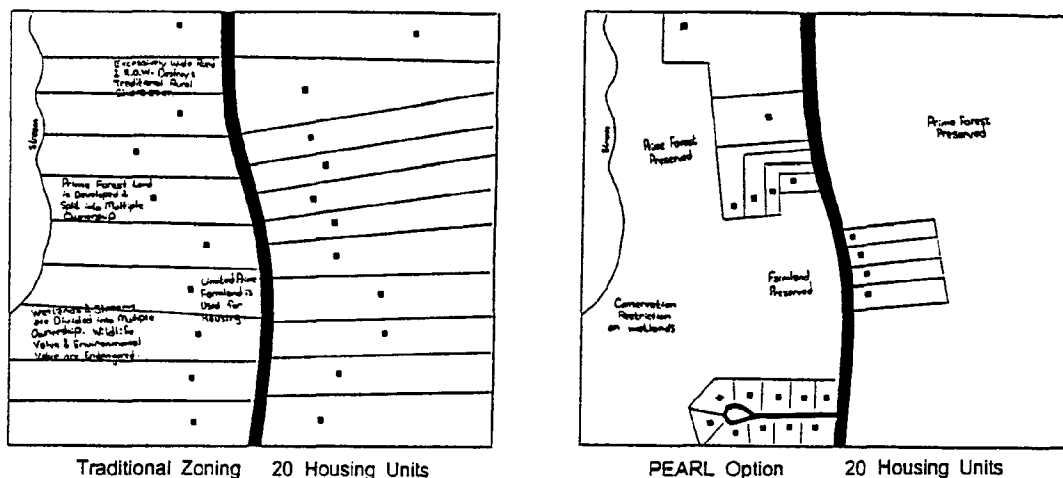 Excessively Wide Road
& R.O.W. Destroys
Traditional Rural
Character
Stream
Prime Forest Land
is Developed &
Split into Multiple
Ownership
Limited Prime
Farmland is
Used for
Housing
Wetlands & Streams
are Divided into Multiple
Ownership. Wildlife
Value & Environmental
Value are Endangered.
Traditional Zoning 20 Housing Units
Stream
Prime Forest
Preserved
Prime Forest
Preserved
Farmland
Preserved
Conservation
Restriction
on wetlands
PEARL Option 20 Housing Units